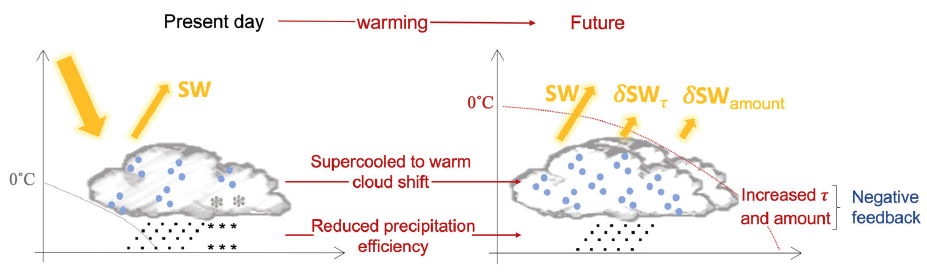 Present day
warming
Future
SW
0°C
Supercooled to warm
cloud shift
Reduced precipitation
efficiency
0°C
SW
δSWτ
δSWamount
Increased τ
and amount
Negative
feedback